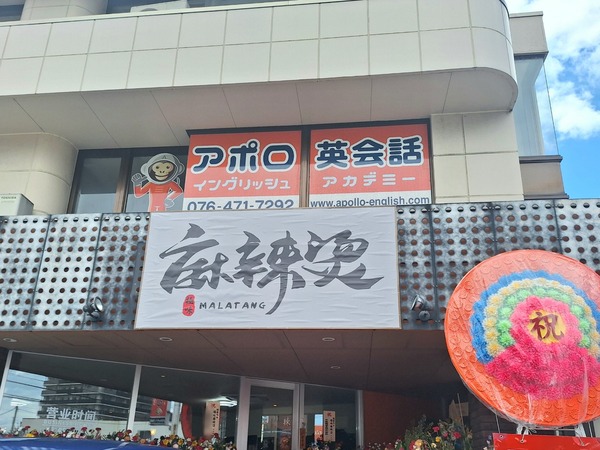 アポロ
イングリッシュ
076-471-7292
英会話
アカデミー
www.apollo-english.com
麻辣烫
MALATANG
祝
营业时间